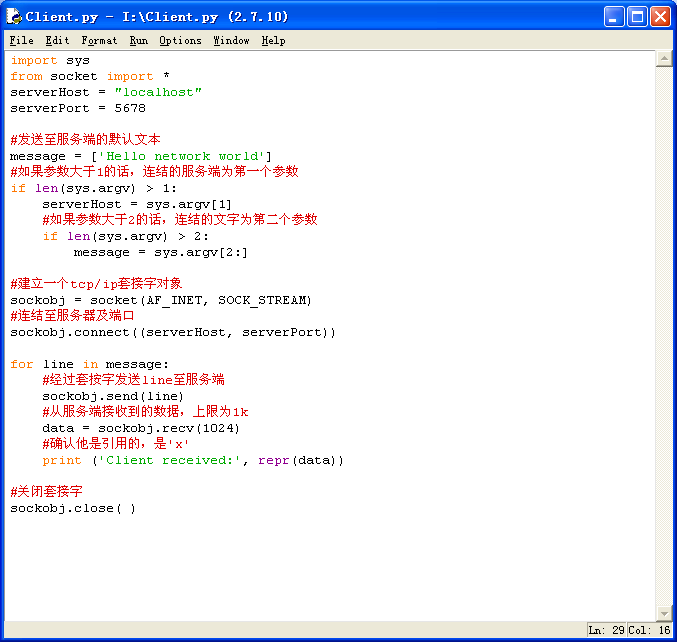 Client.py - I:\Client.py (2.7.10)
File Edit Format Run Options Window Help
import sys
from socket import *
serverHost = "localhost"
serverPort = 5678
#发送至服务端的默认文本
message = ['Hello network world']
#如果参数大于1的话，连结的服务端为第一个参数
if len(sys.argv) > 1:
    serverHost = sys.argv[1]
    #如果参数大于2的话，连结的文字为第二个参数
    if len(sys.argv) > 2:
        message = sys.argv[2:]
#建立一个tcp/ip套接字对象
sockobj = socket(AF_INET, SOCK_STREAM)
#连结至服务器及端口
sockobj.connect((serverHost, serverPort))
for line in message:
    #经过套按字发送line至服务端
    sockobj.send(line)
    #从服务端接收到的数据，上限为1k
    data = sockobj.recv(1024)
    #确认他是引用的，是'x'
    print ('Client received:', repr(data))
#关闭套接字
sockobj.close( )
Ln: 29 Col: 16